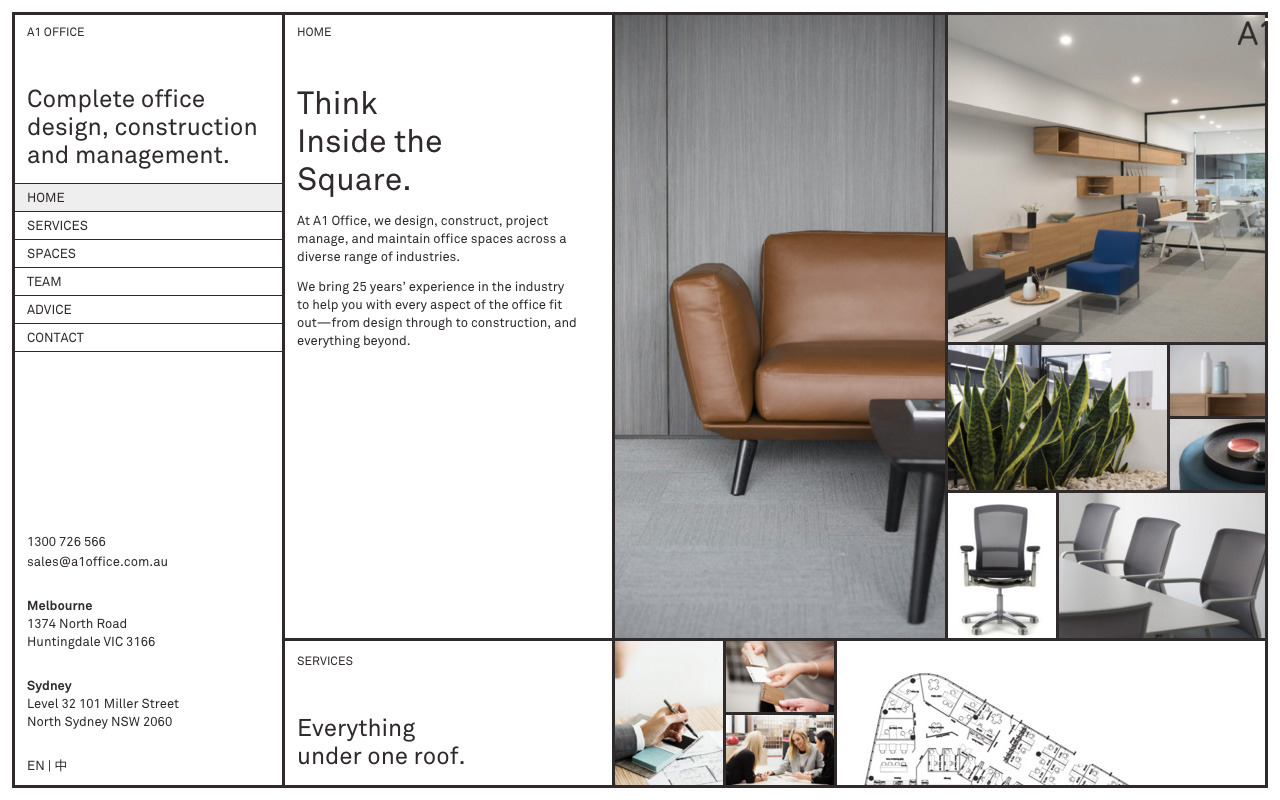 A1 OFFICE
Complete office
design, construction
and management.
HOME
SERVICES
SPACES
TEAM
ADVICE
CONTACT
1300 726 566
sales@a1office.com.au
Melbourne
1374 North Road
Huntingdale VIC 3166
Sydney
Level 32 101 Miller Street
North Sydney NSW 2060
EN | 中
HOME
Think
Inside the
Square.
At A1 Office, we design, construct, project
manage, and maintain office spaces across a
diverse range of industries.
We bring 25 years’ experience in the industry
to help you with every aspect of the office fit
out—from design through to construction, and
everything beyond.
A1
SERVICES
Everything
under one roof.